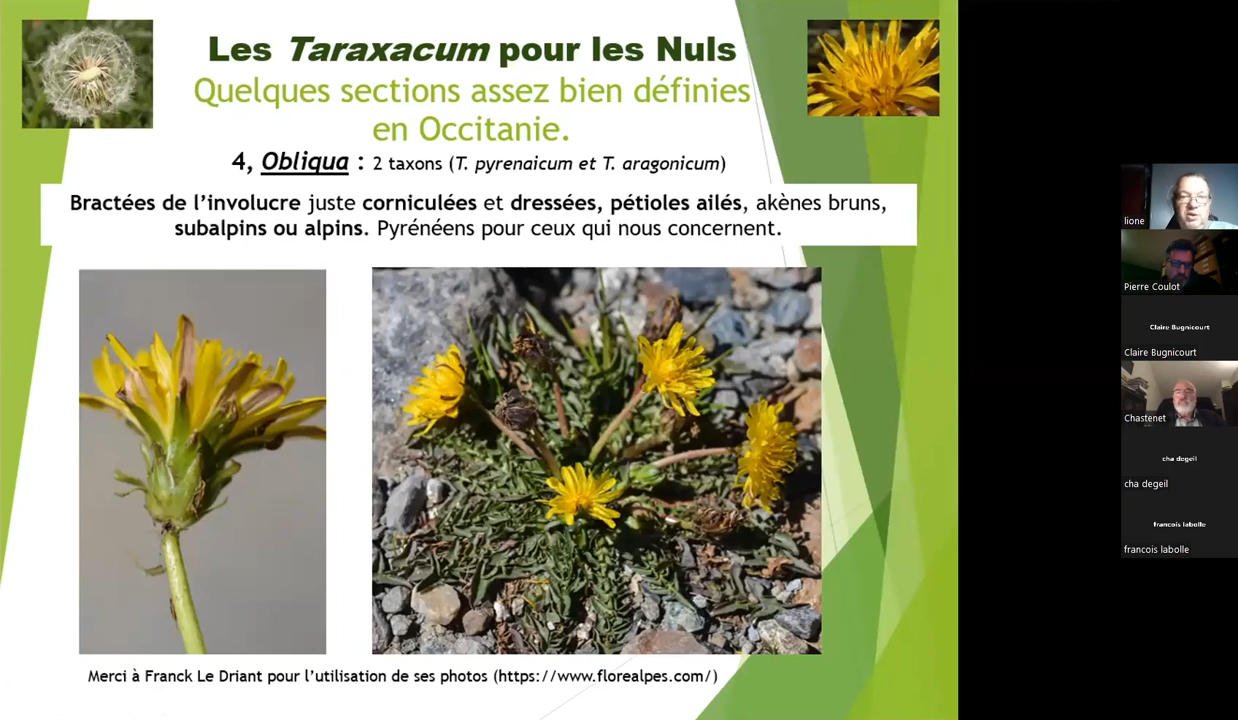 Les Taraxacum pour les Nuls
Quelques sections assez bien définies
en Occitanie.
4, Obliqua : 2 taxons (T. pyrenaicum et T. aragonicum)
Bractées de l'involucre juste corniculées et dressées, pétioles ailés, akènes bruns,
subalpins ou alpins. Pyrénéens pour ceux qui nous concernent.
Merci à Franck Le Driant pour l'utilisation de ses photos (https://www.florealpes.com/)
lione
Pierre Coulot
Claire Bugnicourt
Claire Bugnicourt
Chastenet
cha degeil
cha degeil
francois labolle
francois labolle